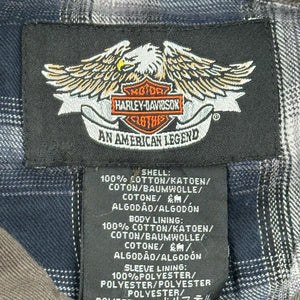 MOTOR
HARLEY-DAVIDSON
CLOTHES
AN AMERICAN LEGEND
SHELL:
100% COTTON/KATOEN/
COTON/BAUMWOLLE/
COTONE/ 綿/
ALGODÃO/ALGODÓN
BODY LINING:
100% COTTON/KATOEN/
COTON/BAUMWOLLE/
COTONE/ 綿/
ALGODÃO/ALGODÓN
SLEEVE LINING:
100%POLYESTER/
POLYESTER/POLYESTER/
POLYESTER